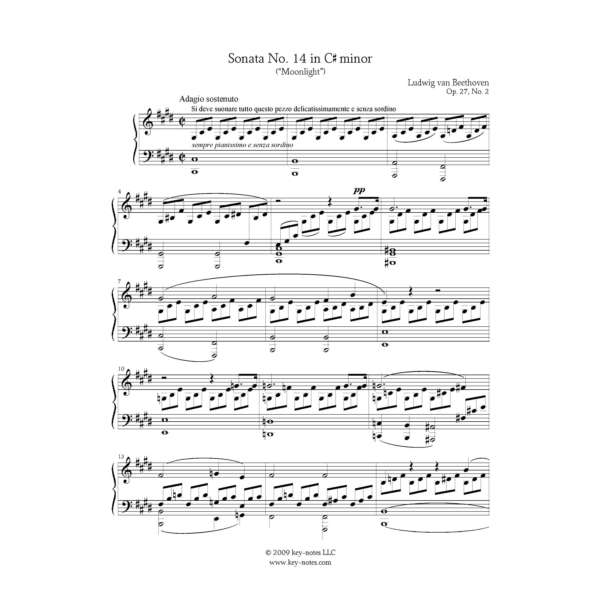 Sonata No. 14 in C♯ minor
("Moonlight")
Ludwig van Beethoven
Op. 27, No. 2
Adagio sostenuto
Si deve suonare tutto questo pezzo delicatissimamente e senza sordino
sempre pianissimo e senza sordino
4
pp
7
10
13
© 2009 key-notes LLC
www.key-notes.com